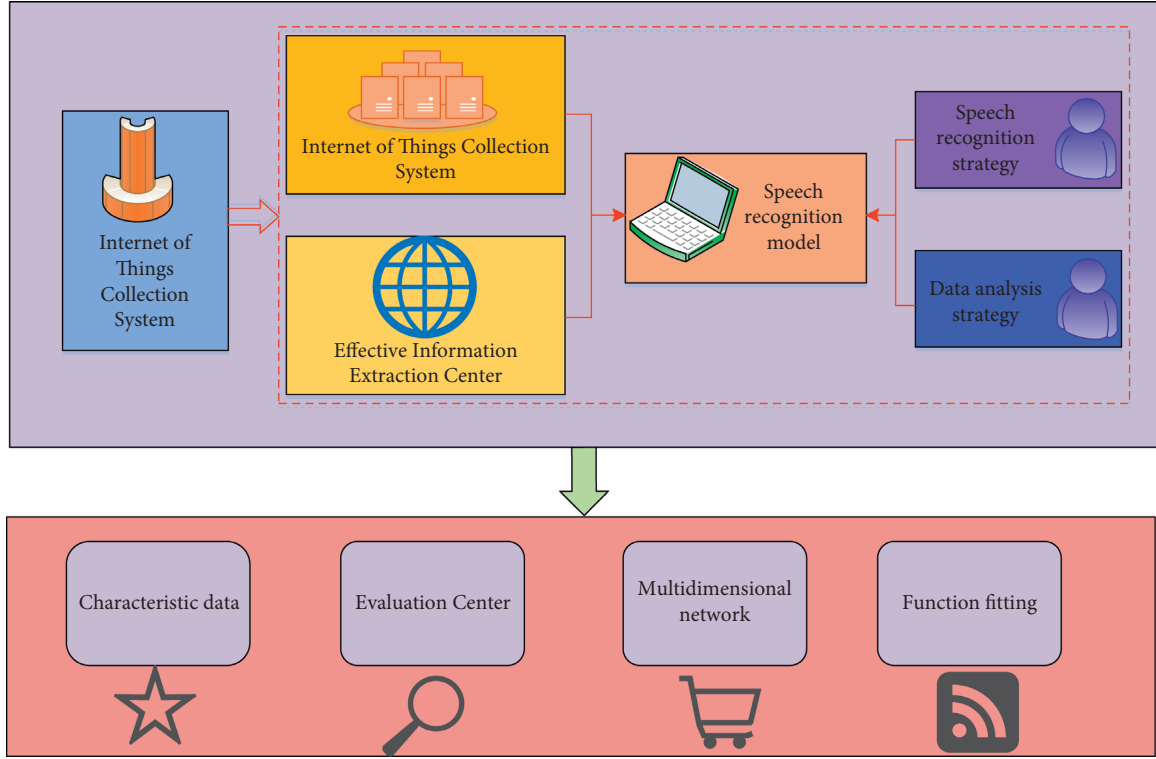 Internet of
Things
Collection
System
Internet of Things Collection
System
Effective Information
Extraction Center
Speech
recognition
model
Speech
recognition
strategy
Data analysis
strategy
Characteristic data
Evaluation Center
Multidimensional
network
Function fitting